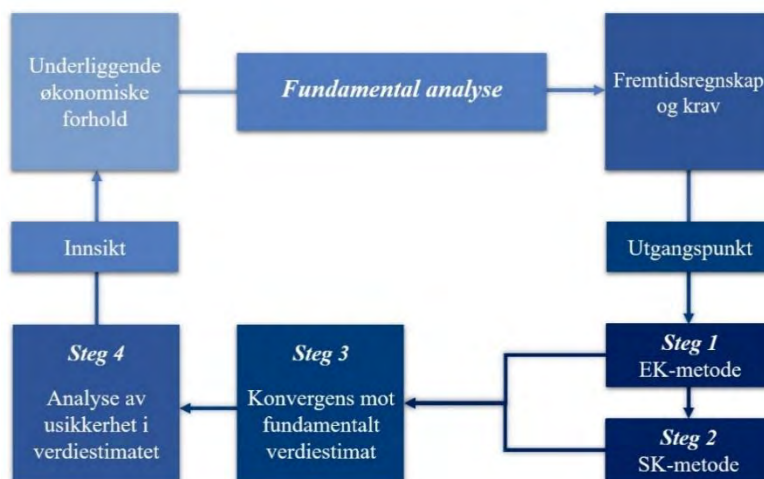 Underliggende
økonomiske
forhold
Fundamental analyse
Fremtidsregnskap
og krav
Innsikt
Utgangspunkt
Steg 1
EK-metode
Steg 2
SK-metode
Steg 3
Konvergens mot
fundamentalt
verdiestimat
Steg 4
Analyse av
usikkerhet i
verdiestimatet